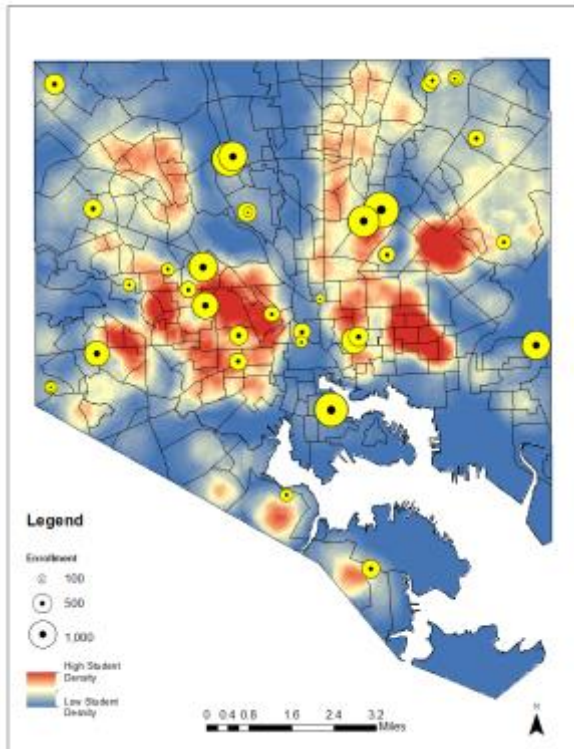 Legend
Enrollment
100
500
1,000
High Student
Density
Low Student
Density
0 0.4 0.8 1.6 2.4 3.2
Miles
N